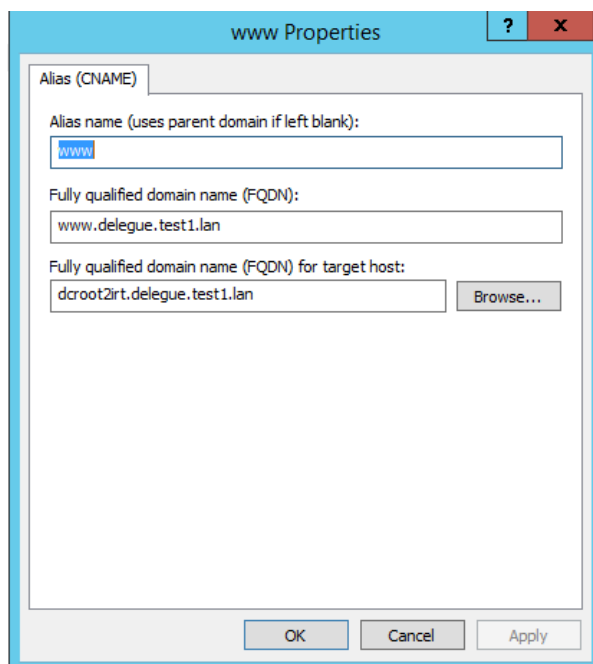 www Properties
?
x
Alias (CNAME)
Alias name (uses parent domain if left blank):
www
Fully qualified domain name (FQDN):
www.delegue.test1.lan
Fully qualified domain name (FQDN) for target host:
dcroot2irt.delegue.test1.lan
Browse...
OK
Cancel
Apply